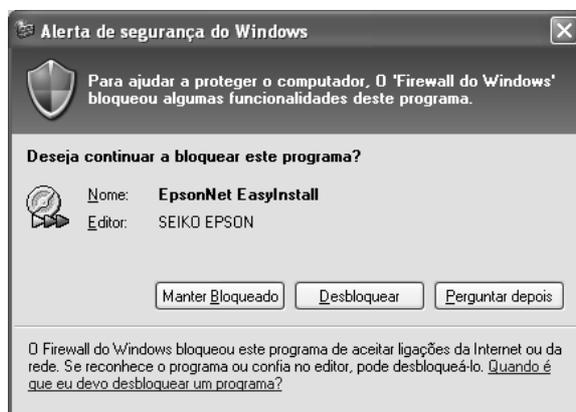 Alerta de segurança do Windows
Para ajudar a proteger o computador, O 'Firewall do Windows'
bloqueou algumas funcionalidades deste programa.
Deseja continuar a bloquear este programa?
Nome: EpsonNet EasyInstall
Editor: SEIKO EPSON
Manter Bloqueado Desbloquear Perguntar depois
O Firewall do Windows bloqueou este programa de aceitar ligações da Internet ou da
rede. Se reconhece o programa ou confia no editor, pode desbloqueá-lo. Quando é
que eu devo desbloquear um programa?